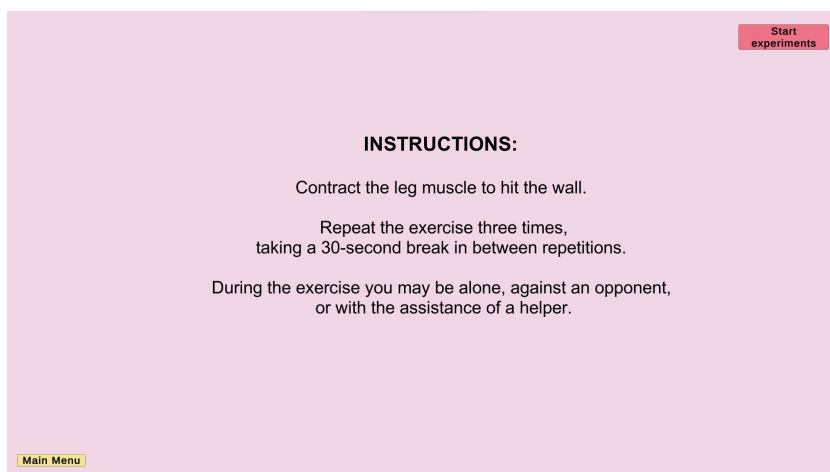 Start
experiments
INSTRUCTIONS:
Contract the leg muscle to hit the wall.
Repeat the exercise three times,
taking a 30-second break in between repetitions.
During the exercise you may be alone, against an opponent,
or with the assistance of a helper.
Main Menu